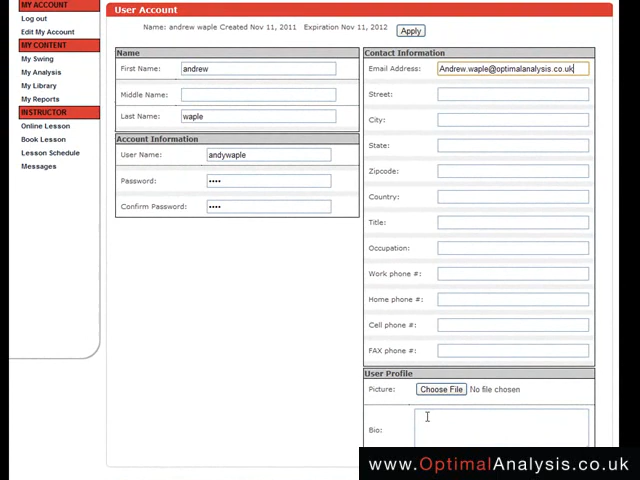 MY ACCOUNT
Log out
Edit My Account
MY CONTENT
My Swing
My Analysis
My Library
My Reports
INSTRUCTOR
Online Lesson
Book Lesson
Lesson Schedule
Messages
User Account
Name: andrew waple Created Nov 11, 2011 Expiration Nov 11, 2012 Apply
Name
First Name: andrew
Middle Name:
Last Name: waple
Account Information
User Name: andywaple
Password: ••••
Confirm Password: ••••
Contact Information
Email Address: Andrew.waple@optimalanalysis.co.uk
Street:
City:
State:
Zipcode:
Country:
Title:
Occupation:
Work phone #:
Home phone #:
Cell phone #:
FAX phone #:
User Profile
Picture: Choose File No file chosen
Bio:
www.OptimalAnalysis.co.uk